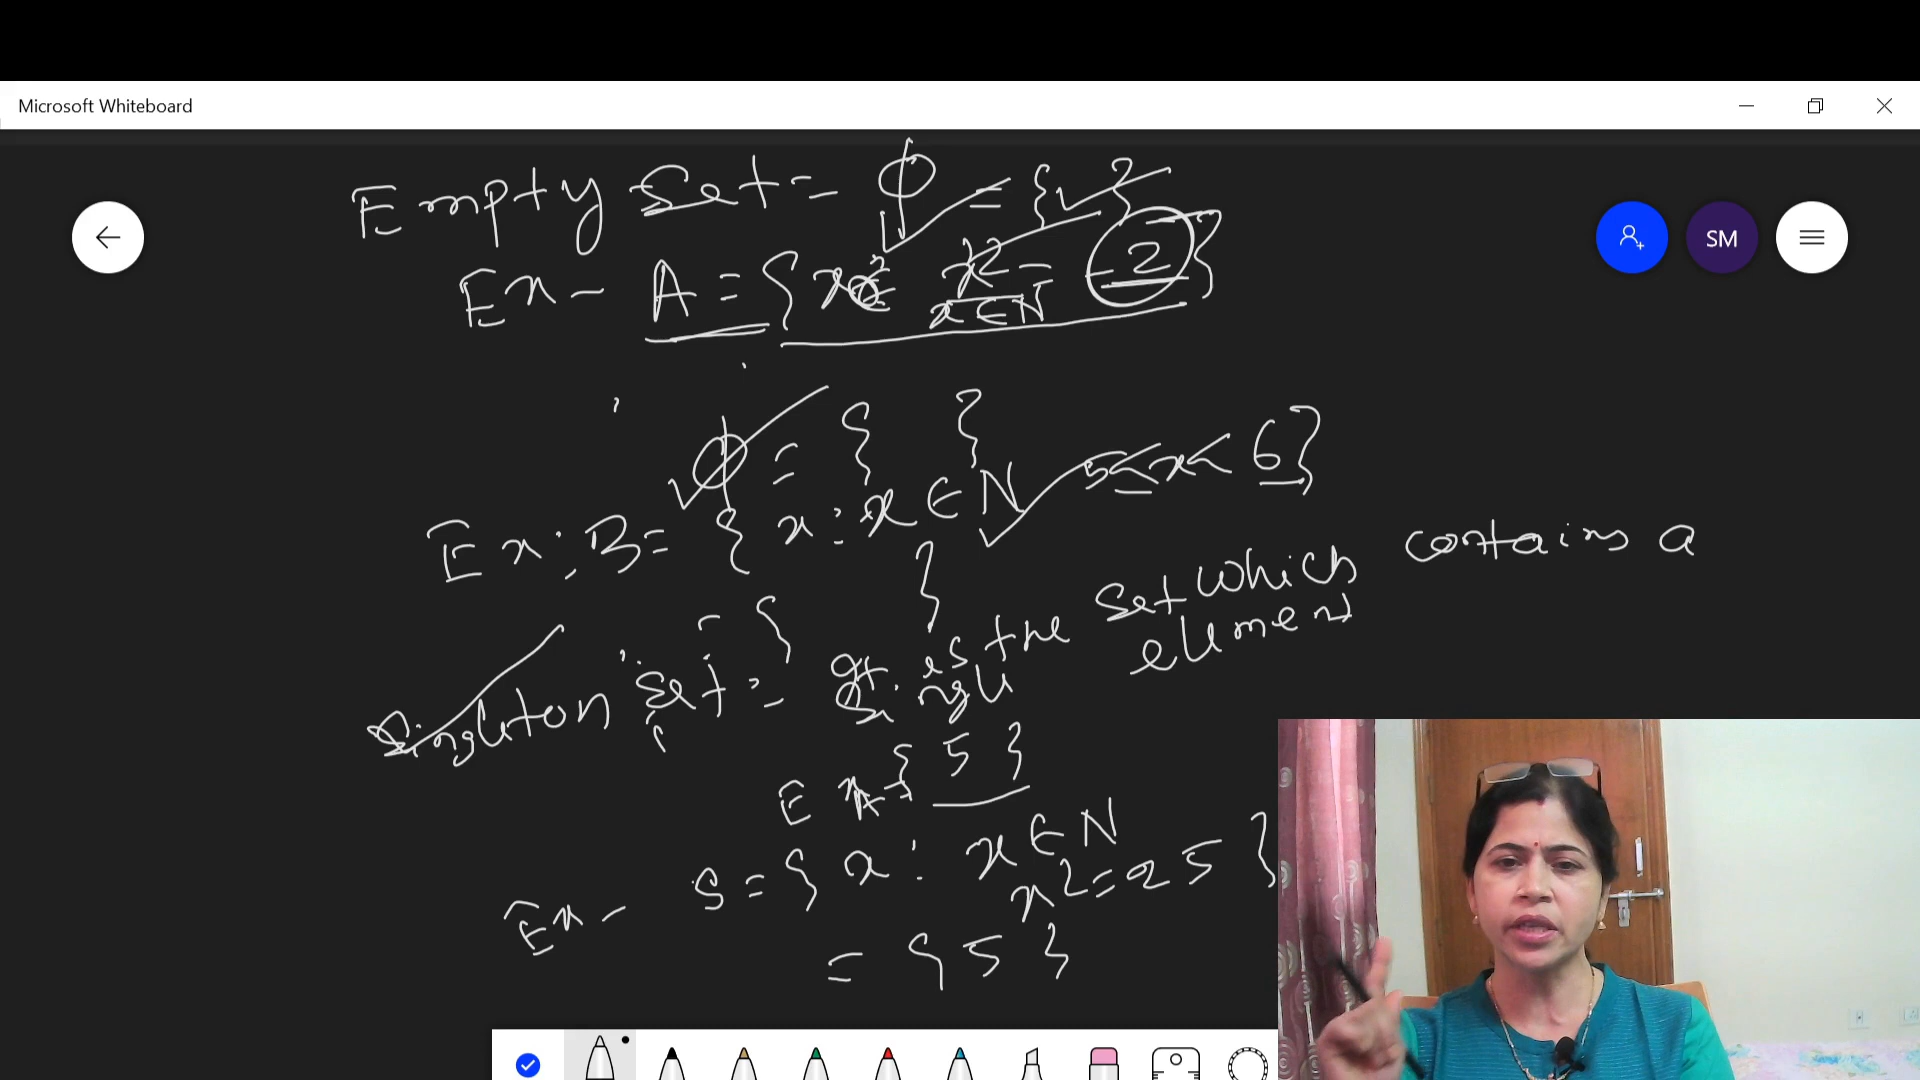 Microsoft Whiteboard
Empty Set = ϕ = { }
SM
Ex - A = { x x² = -2 }
x ∈ N
ϕ = { }
Ex: B = { x : x ∈ N 5 ≤ x < 6 }
= { }
Singleton Set = It is the Set which contains a
Single element
Ex A = { 5 }
Ex - S = { x : x ∈ N
x² = 25 }
= { 5 }